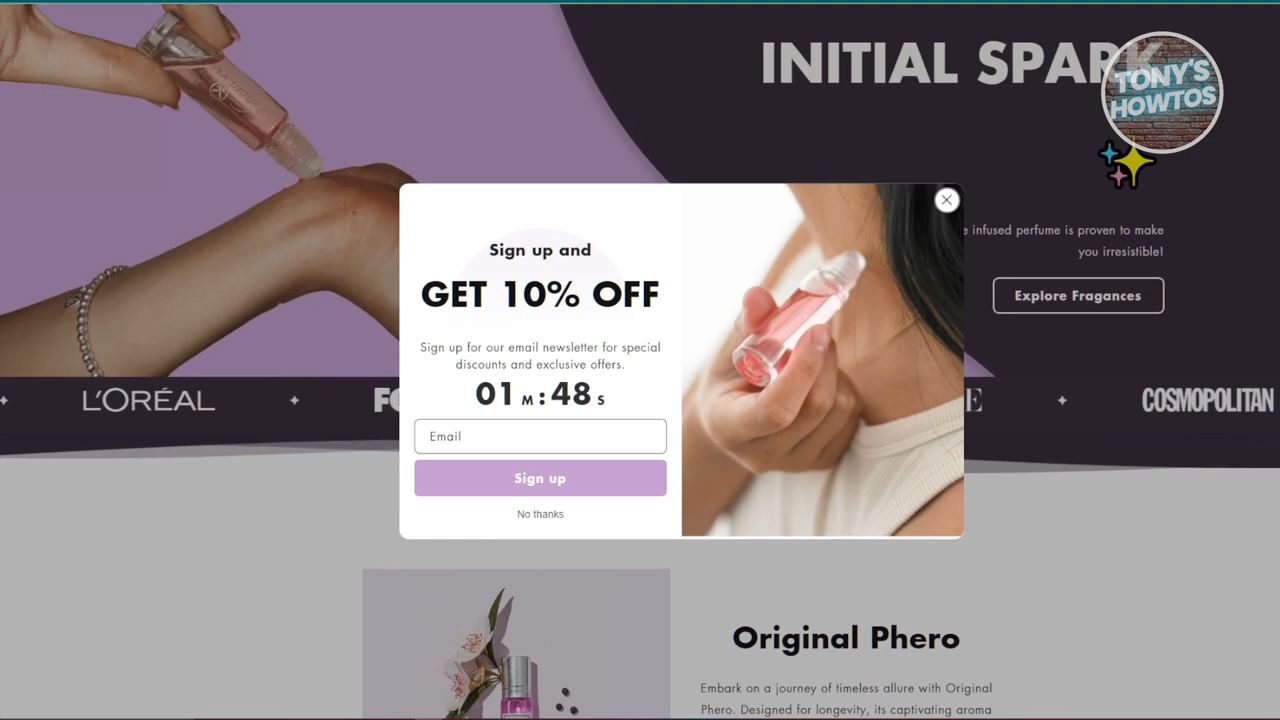 INITIAL SPARK
TONY'S
HOWTOS
infused perfume is proven to make
you irresistible!
Explore Fragances
Sign up and
GET 10% OFF
Sign up for our email newsletter for special
discounts and exclusive offers.
01 M : 48 S
Email
Sign up
No thanks
L'ORÉAL
COSMOPOLITAN
Original Phero
Embark on a journey of timeless allure with Original
Phero. Designed for longevity, its captivating aroma